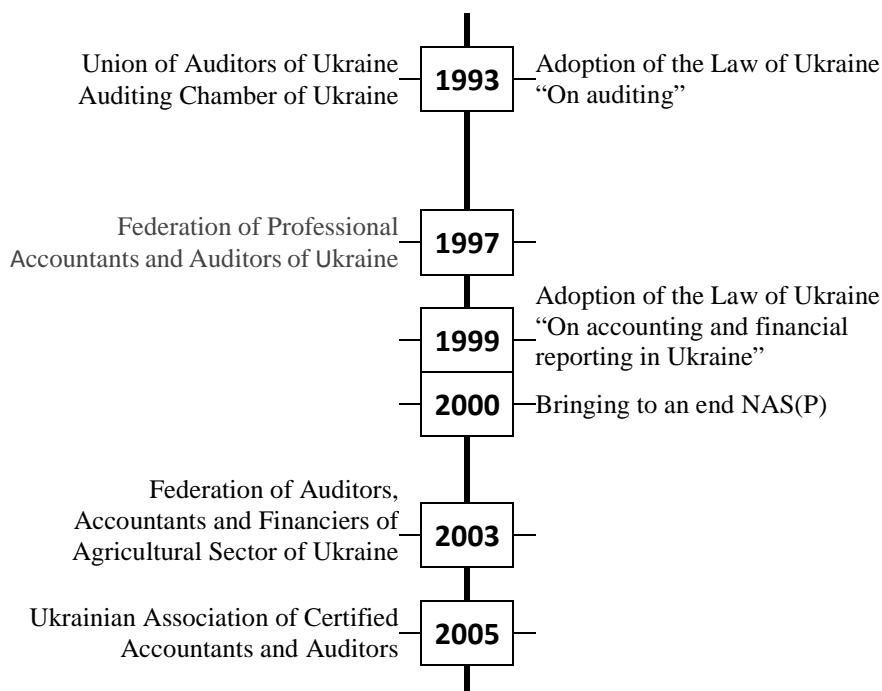 Union of Auditors of Ukraine
Auditing Chamber of Ukraine
1993
Adoption of the Law of Ukraine
“On auditing”
Federation of Professional
Accountants and Auditors of Ukraine
1997
1999
Adoption of the Law of Ukraine
“On accounting and financial
reporting in Ukraine”
2000
Bringing to an end NAS(P)
Federation of Auditors,
Accountants and Financiers of
Agricultural Sector of Ukraine
2003
Ukrainian Association of Certified
Accountants and Auditors
2005